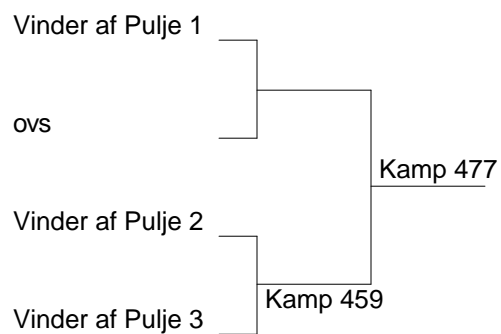 Vinder af Pulje 1
ovs
Kamp 477
Vinder af Pulje 2
Kamp 459
Vinder af Pulje 3